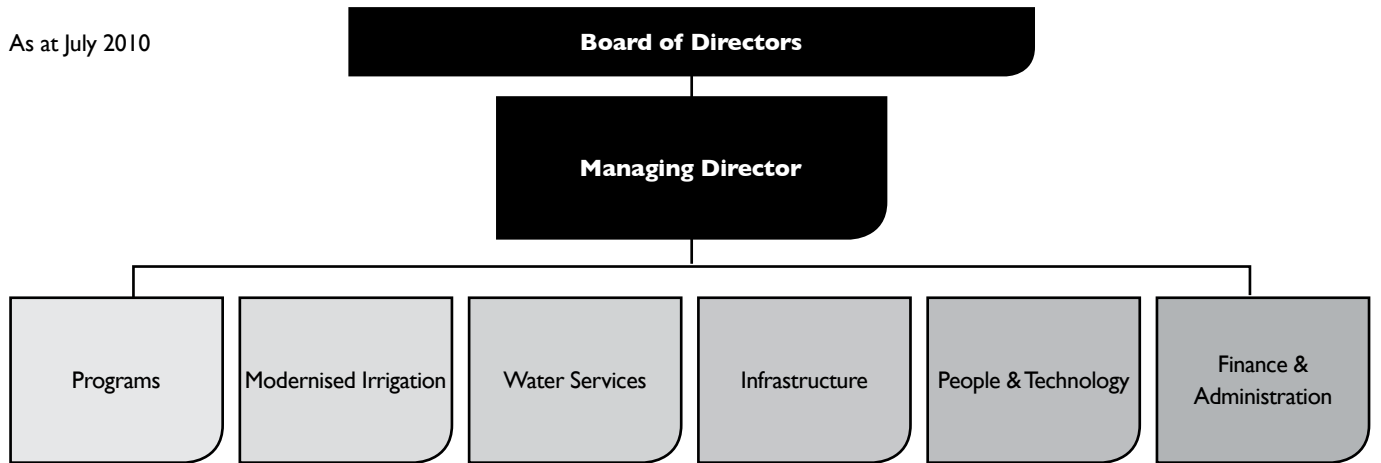 As at July 2010
Board of Directors
Managing Director
Programs
Modernised Irrigation
Water Services
Infrastructure
People & Technology
Finance &
Administration